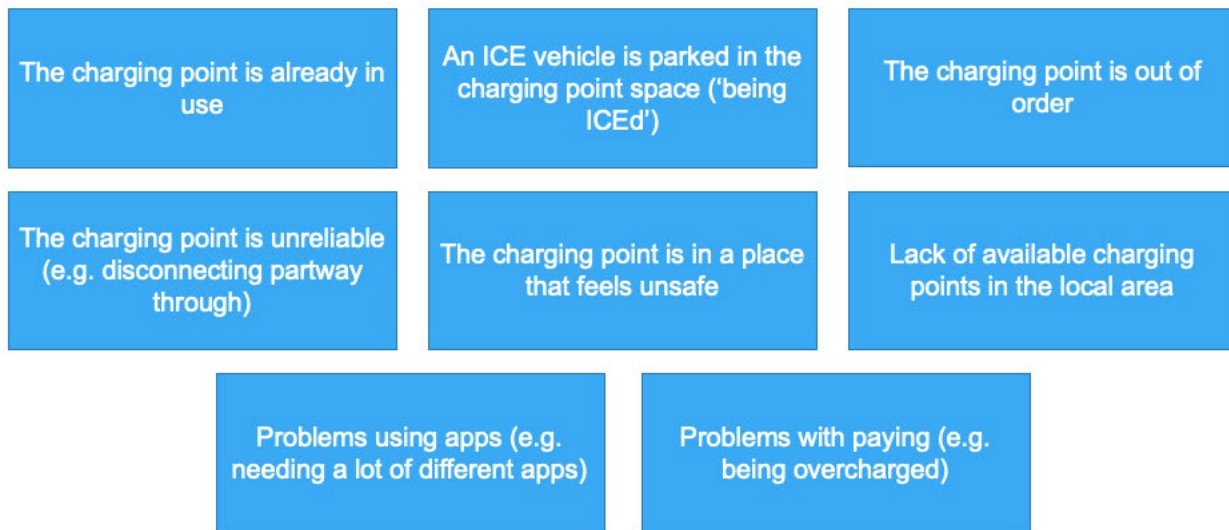 The charging point is already in
use
An ICE vehicle is parked in the
charging point space (‘being
ICEd’)
The charging point is out of
order
The charging point is unreliable
(e.g. disconnecting partway
through)
The charging point is in a place
that feels unsafe
Lack of available charging
points in the local area
Problems using apps (e.g.
needing a lot of different apps)
Problems with paying (e.g.
being overcharged)